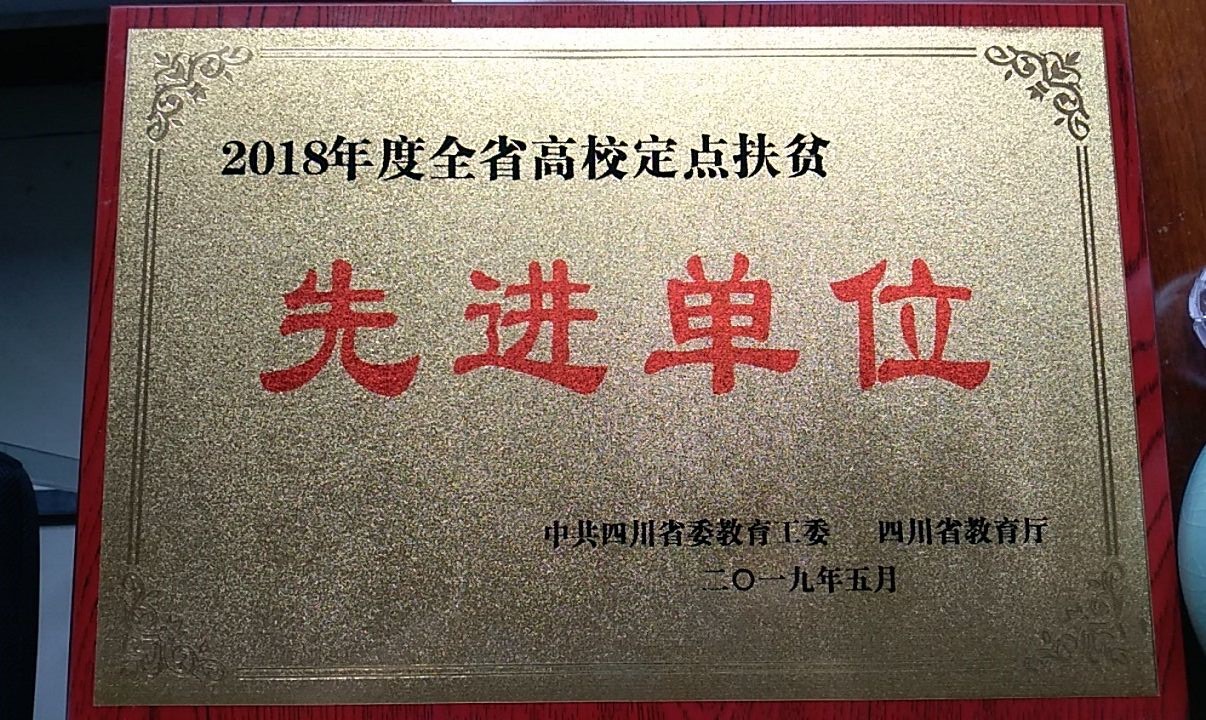 2018年度全省高校定点扶贫
先进单位
中共四川省委教育工委 四川省教育厅
二〇一九年五月